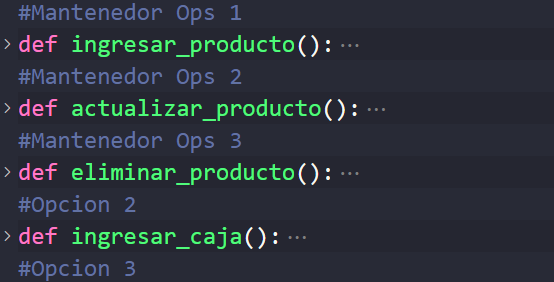 #Mantenedor Ops 1
def ingresar_producto():···
#Mantenedor Ops 2
def actualizar_producto():···
#Mantenedor Ops 3
def eliminar_producto():···
#Opcion 2
def ingresar_caja():···
#Opcion 3